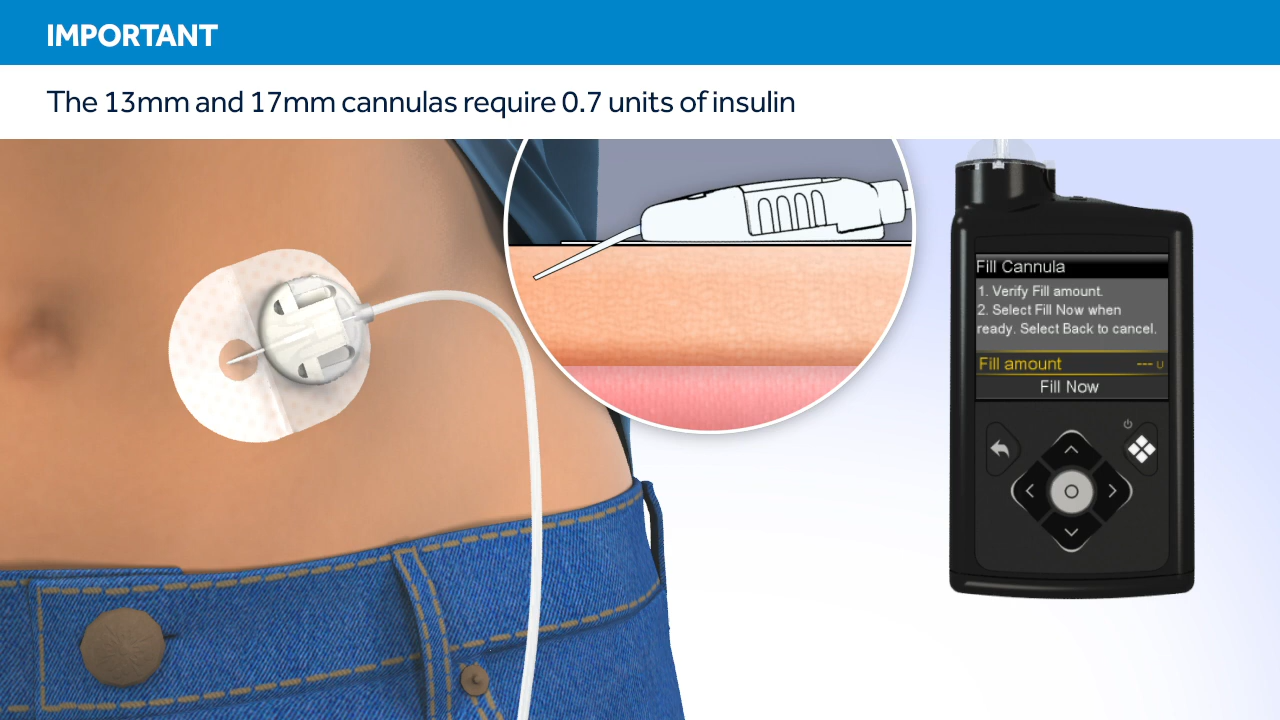 IMPORTANT
The 13mm and 17mm cannulas require 0.7 units of insulin
Fill Cannula
1. Verify Fill amount.
2. Select Fill Now when
ready. Select Back to cancel.
Fill amount --- U
Fill Now